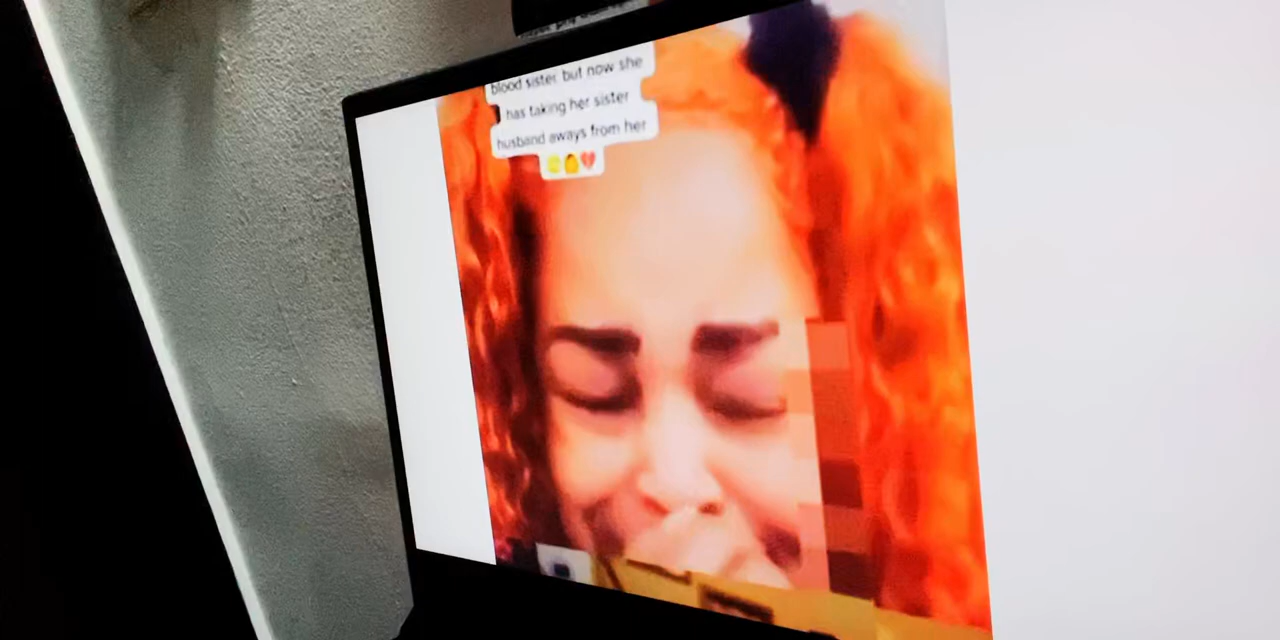 blood sister but now she
has taking her sister
husband aways from her